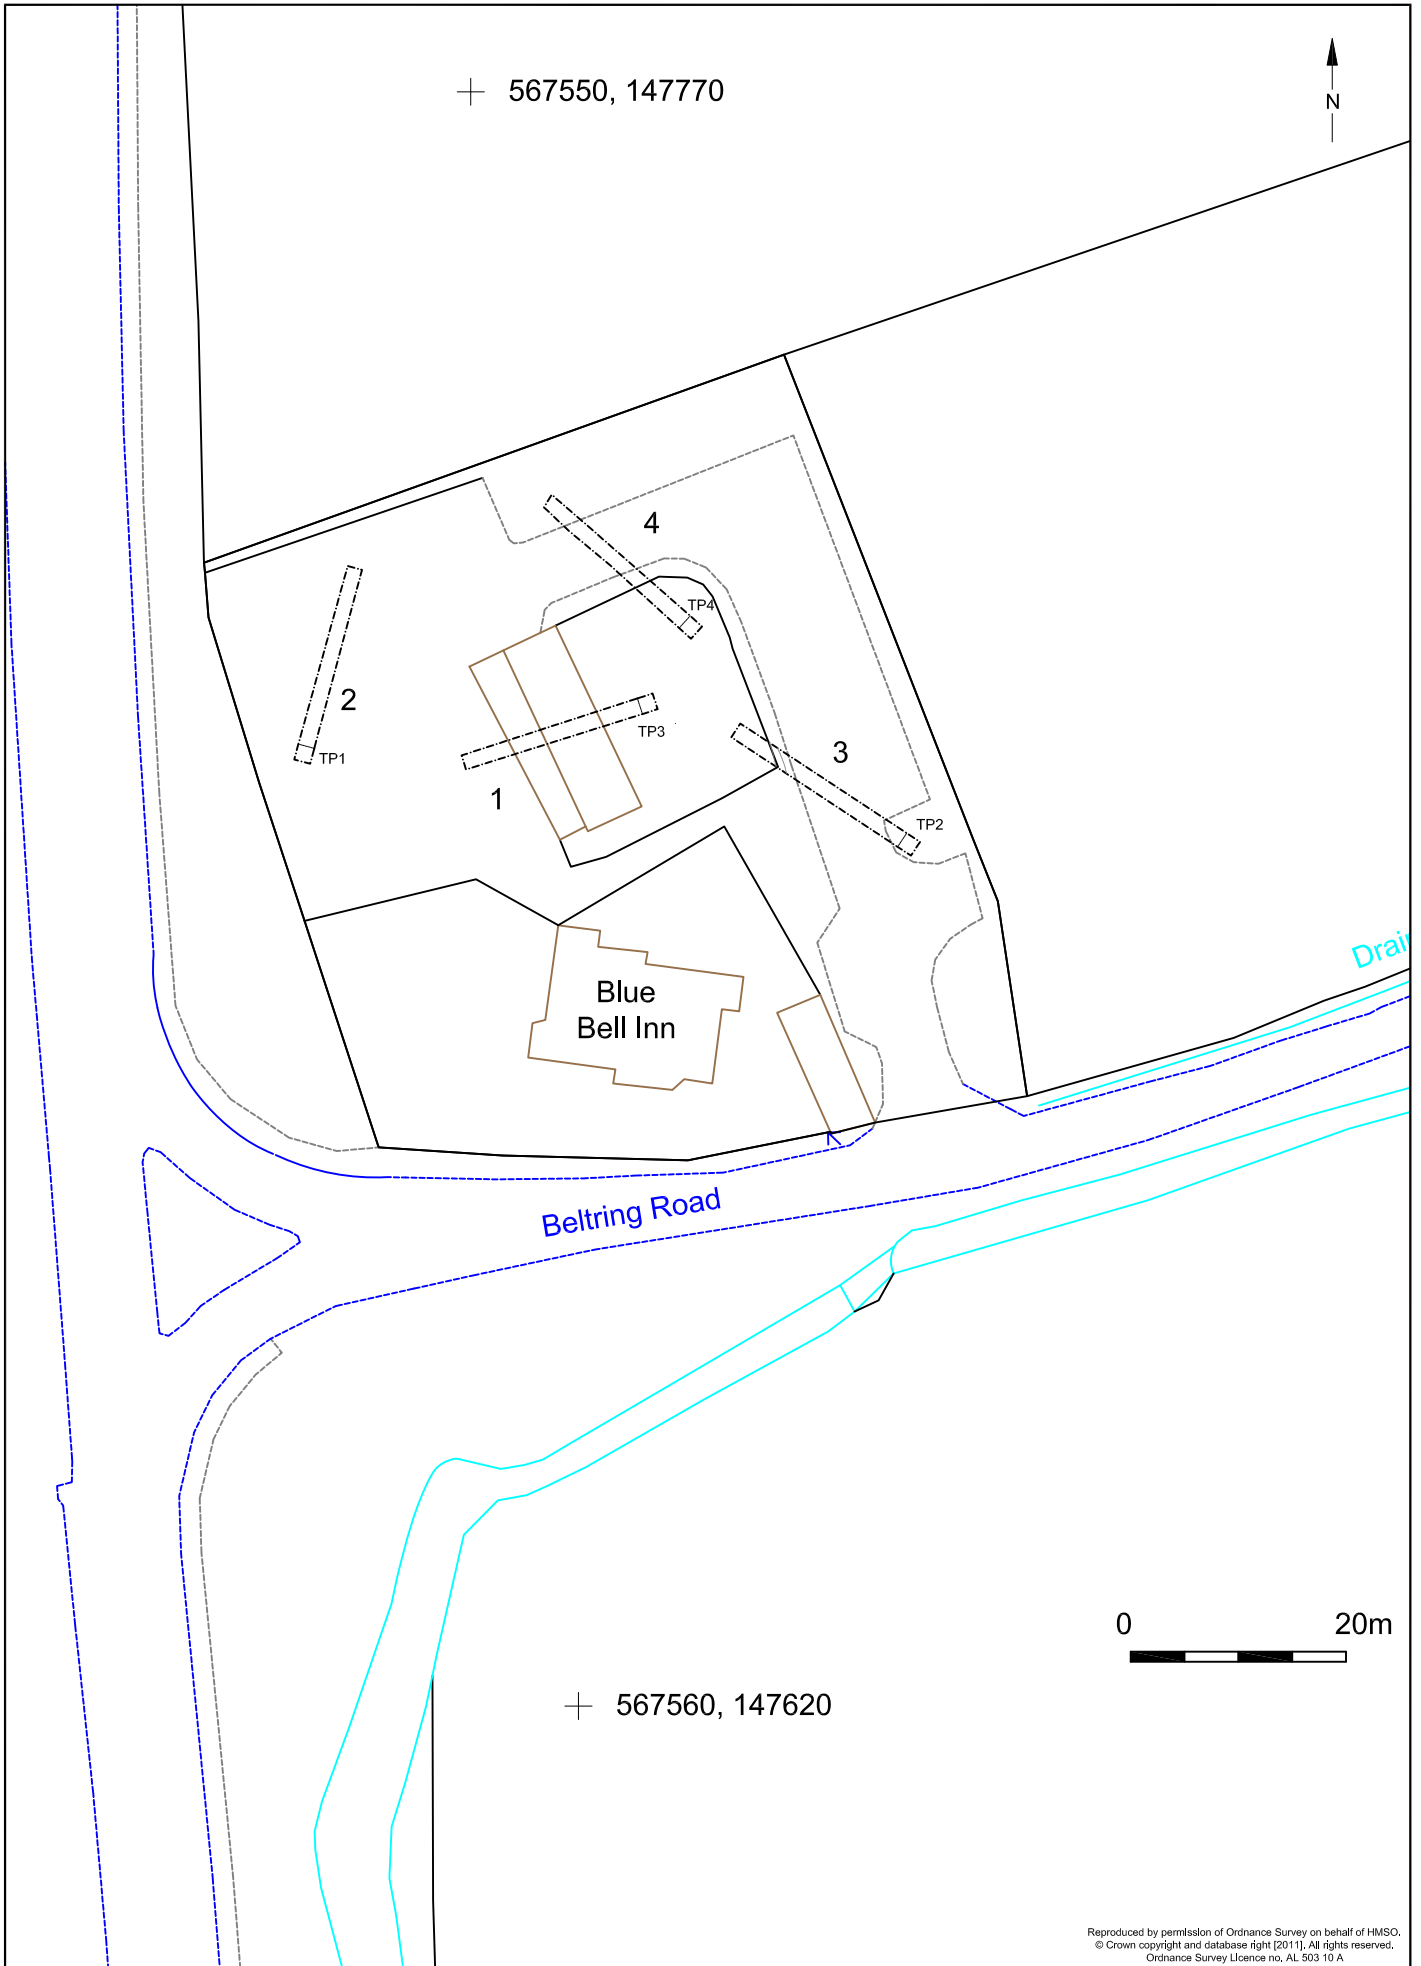 567550, 147770
N
4
TP4
2
TP3
TP1
3
1
TP2
Drain
Blue
Bell Inn
Beltring Road
0 20m
567560, 147620
Reproduced by permission of Ordnance Survey on behalf of HMSO.
© Crown copyright and database right [2011]. All rights reserved.
Ordnance Survey Licence no. AL 503 10 A